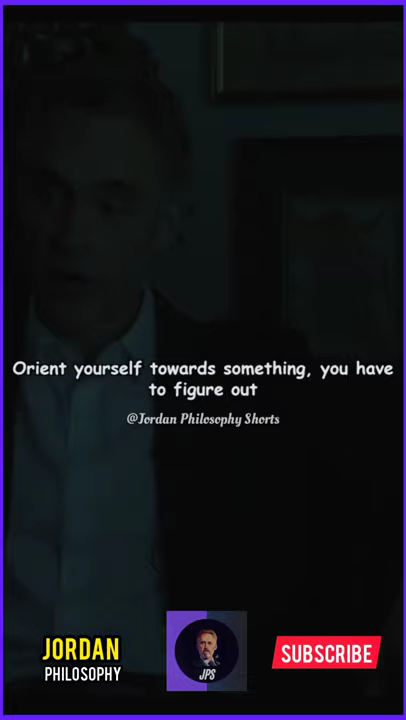 Orient yourself towards something, you have
to figure out
@Jordan Philosophy Shorts
JORDAN
PHILOSOPHY
JPS
SUBSCRIBE